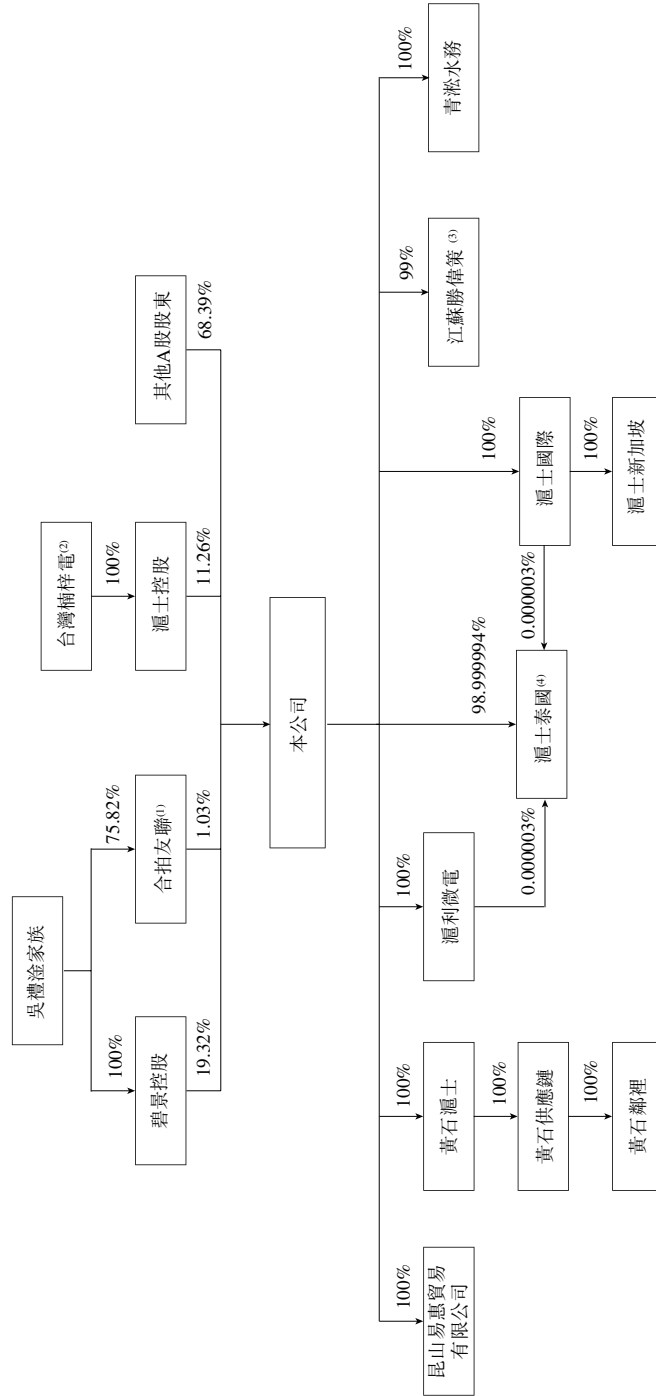 吳禮淦家族
100%
75.82%
台灣楠梓電(2)
100%
碧景控股
合拍友聯(1)
滬士控股
其他A股股東
19.32%
1.03%
11.26%
68.39%
本公司
100%
100%
100%
98.999994%
100%
99%
100%
昆山易惠貿易
有限公司
黃石滬士
滬利微電
江蘇勝偉策(3)
青淞水務
100%
黃石供應鏈
0.000003%
滬士泰國(4)
0.000003%
滬士國際
100%
黃石鄰裡
100%
滬士新加坡